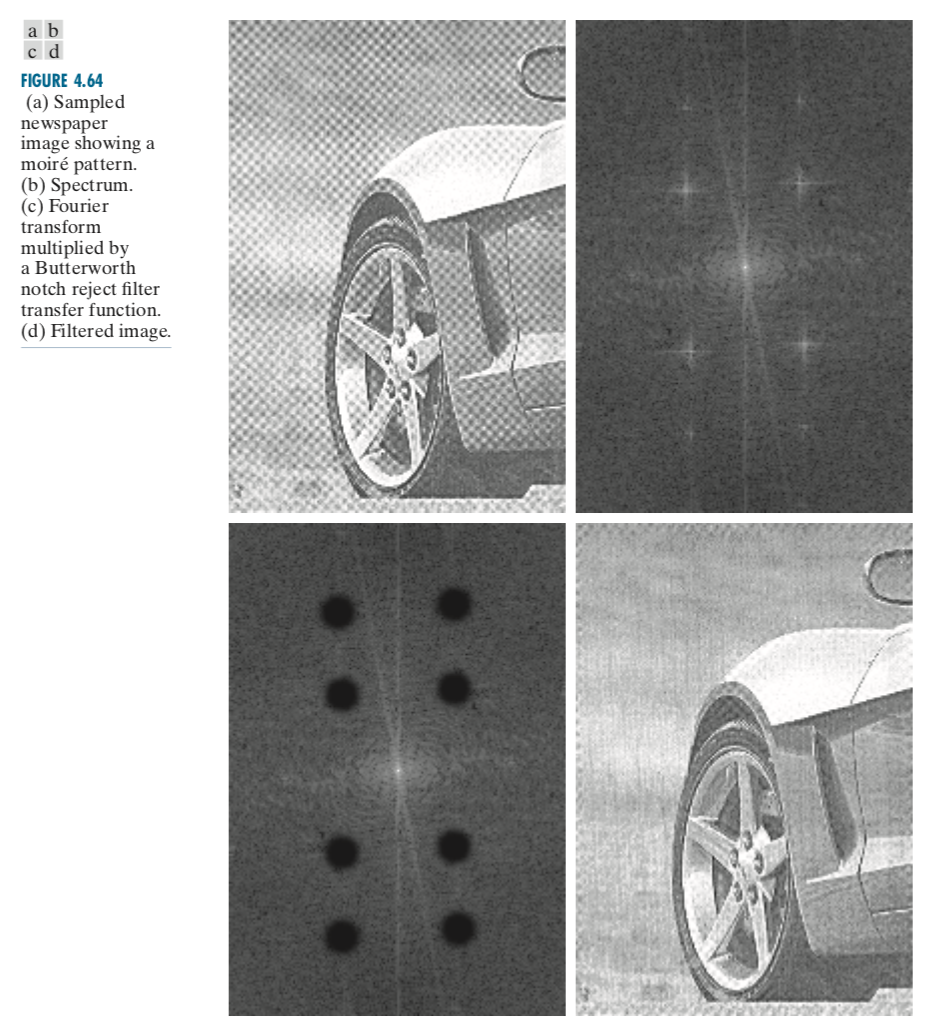 a b
c d
FIGURE 4.64
(a) Sampled
newspaper
image showing a
moiré pattern.
(b) Spectrum.
(c) Fourier
transform
multiplied by
a Butterworth
notch reject filter
transfer function.
(d) Filtered image.